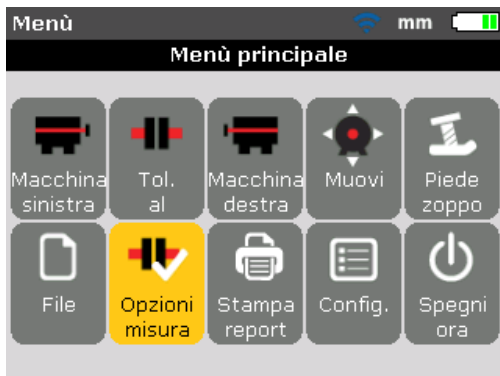 Menù mm
Menù principale
Macchina sinistra
Tol. al
Macchina destra
Muovi
Piede zoppo
File
Opzioni misura
Stampa report
Config.
Spegni ora